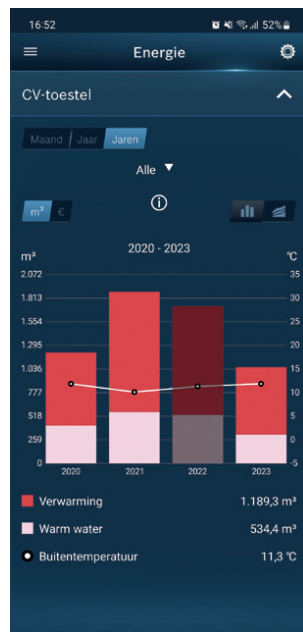 16:52 52%
Energie
CV-toestel
Maand Jaar Jaren
Alle
m³ €
2020 - 2023
m³ °C
2.072 35
1.813 30
1.554 25
1.295 20
1.036 15
777 10
518 5
259 0
0 -5
2020 2021 2022 2023
Verwarming 1.189,3 m³
Warm water 534,4 m³
Buitentemperatuur 11,3 °C